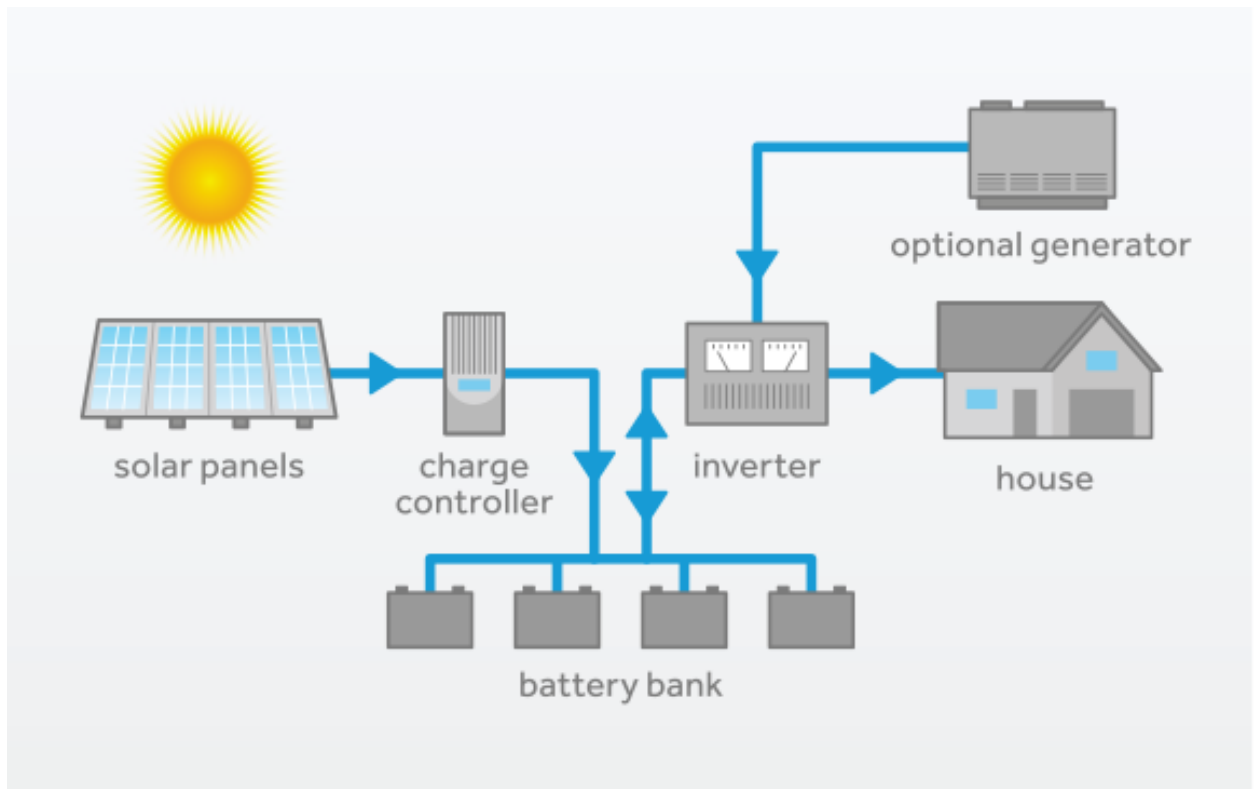 optional generator
solar panels
charge
controller
inverter
house
battery bank